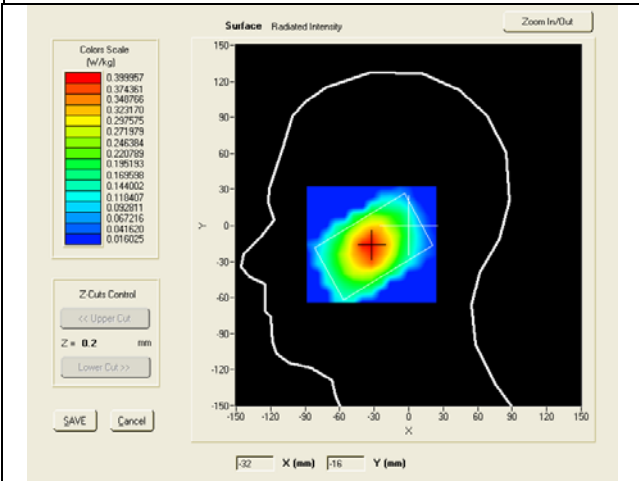 Surface Radiated Intensity
Zoom In/Out
Colors Scale
(W/kg)
0.399957
0.374361
0.348766
0.323170
0.297575
0.271979
0.246384
0.220789
0.195193
0.169598
0.144002
0.118407
0.092811
0.067216
0.041620
0.016025
Z-Cuts Control
<< Upper Cut
Z = 0.2 mm
Lower Cut >>
SAVE Cancel
150
120
90
60
30
0
-30
-60
-90
-120
-150
Y
-150 -120 -90 -60 -30 0 30 60 90 120 150
X
-32 X (mm) -16 Y (mm)